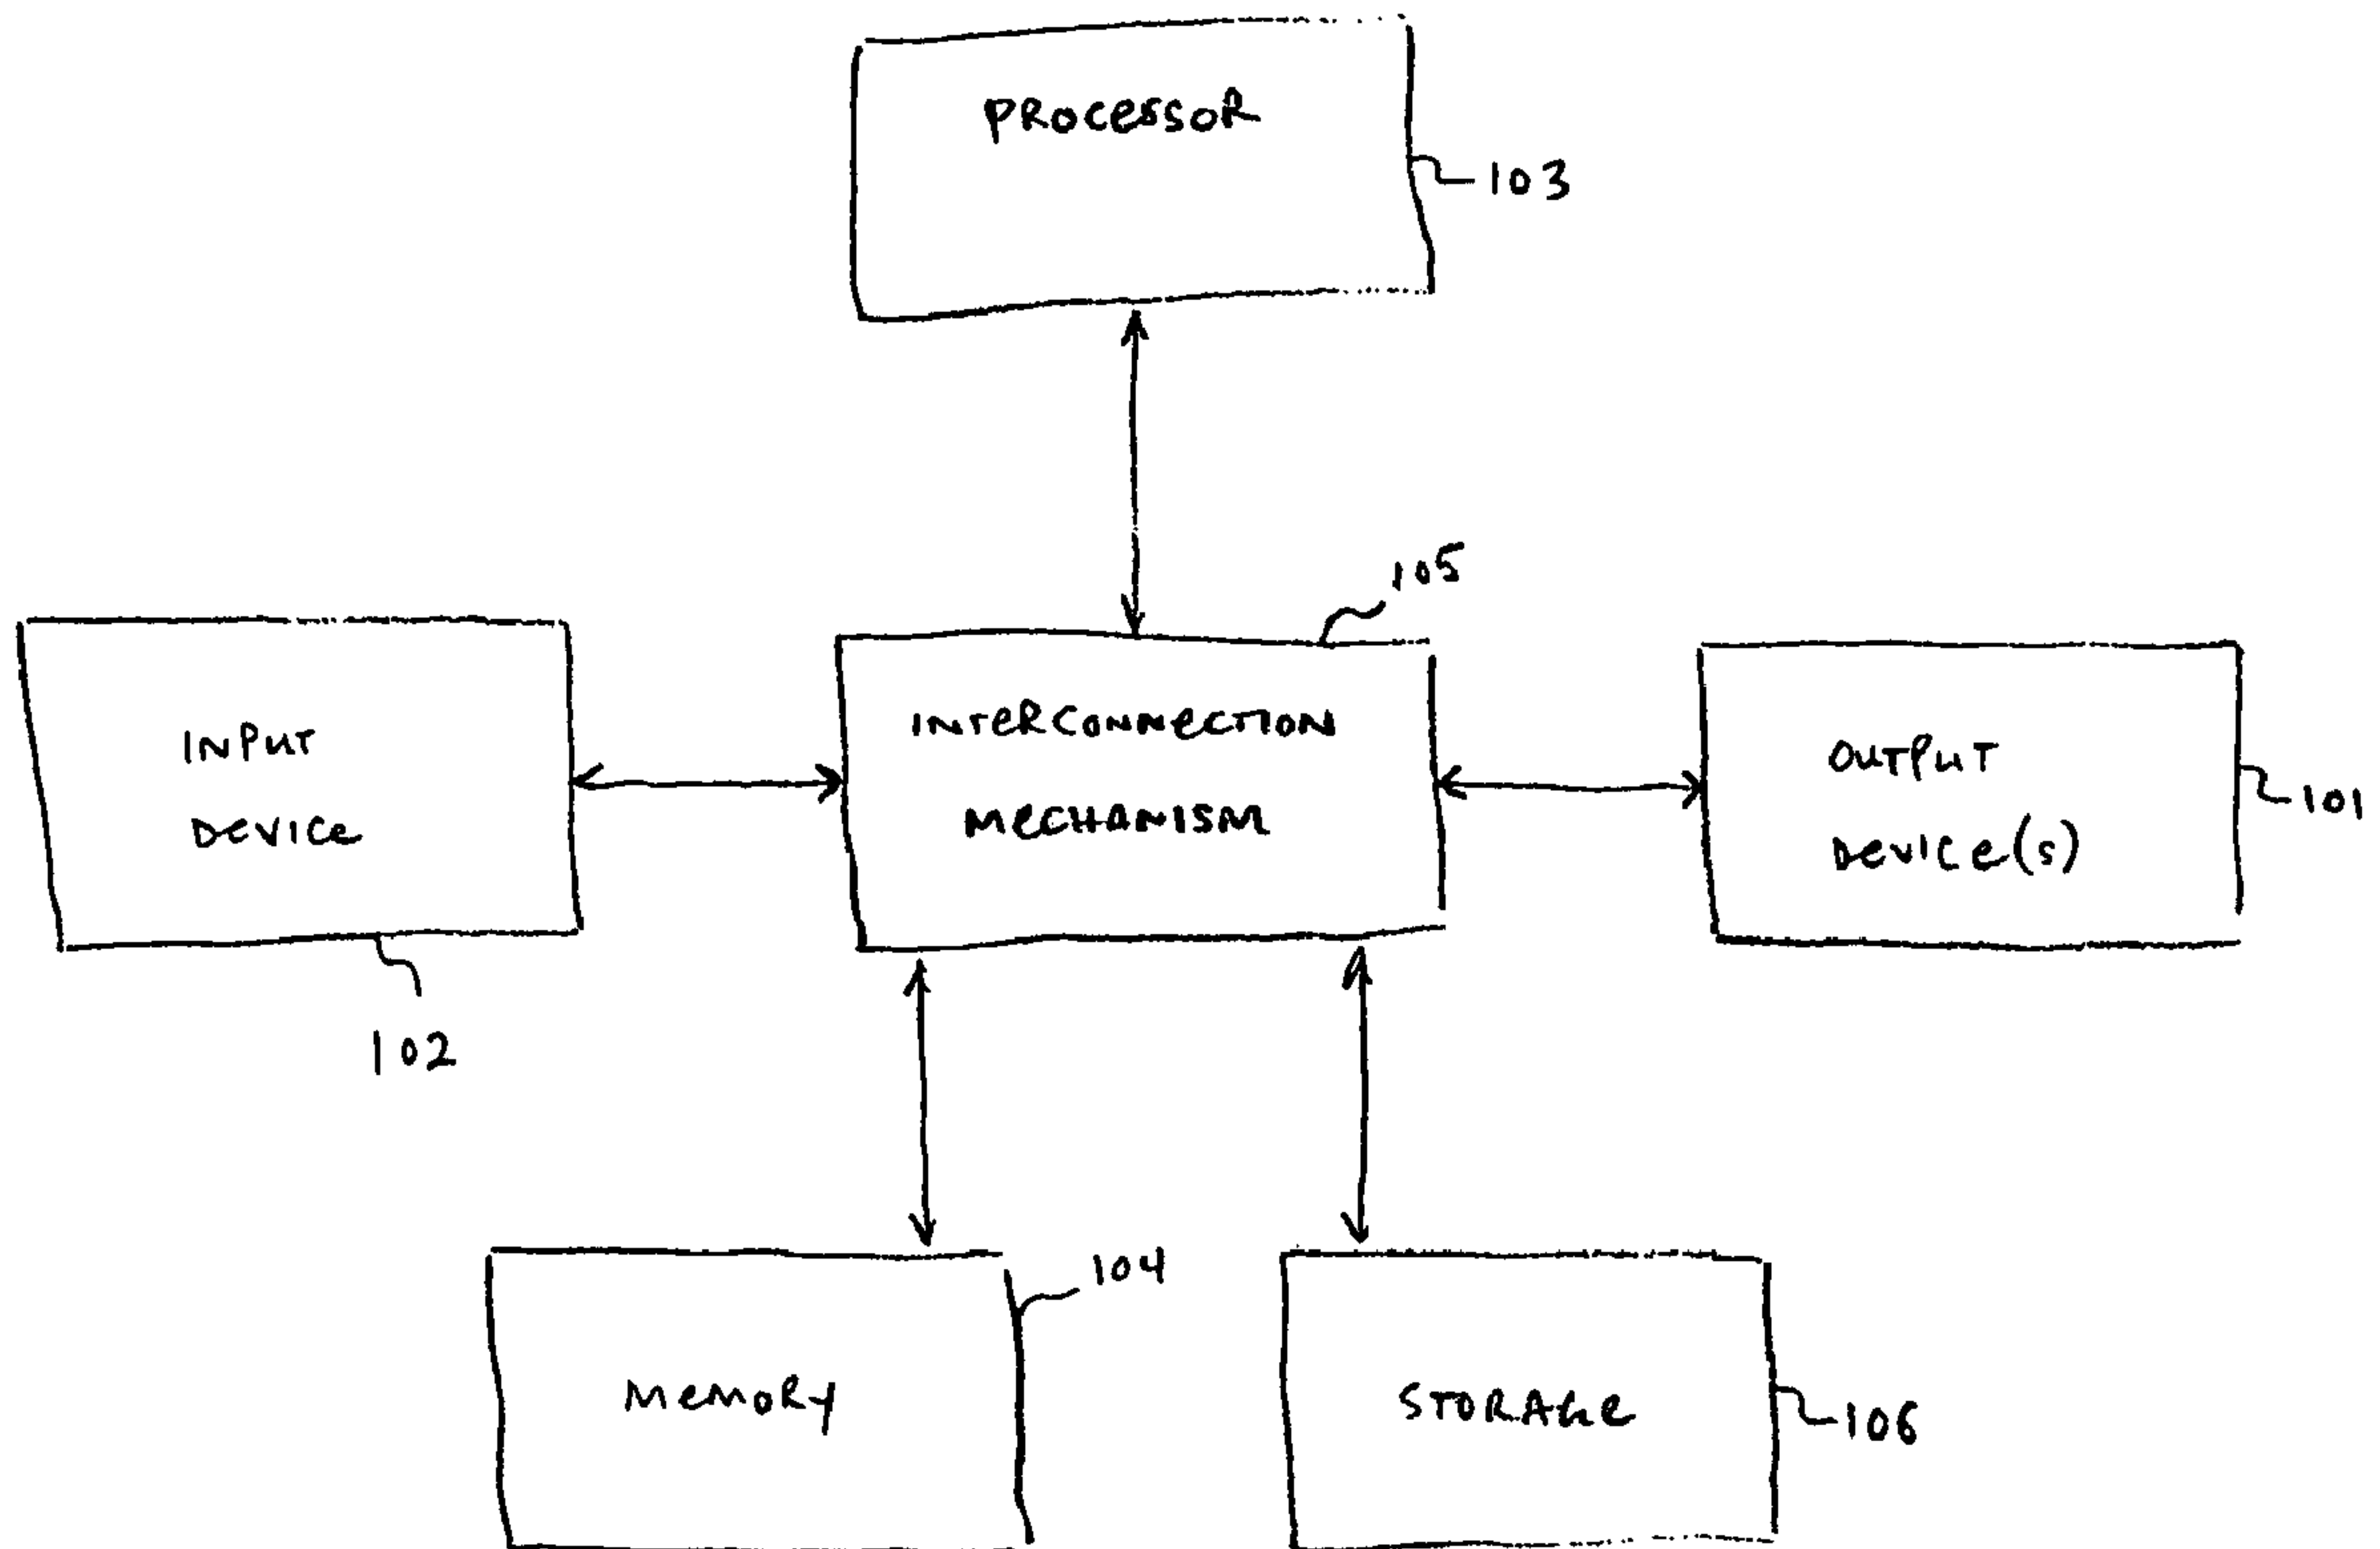 PROCESSOR
103
105
INPUT
DEVICE
102
INTERCONNECTION
MECHANISM
OUTPUT
DEVICE(S)
101
MEMORY
104
STORAGE
106